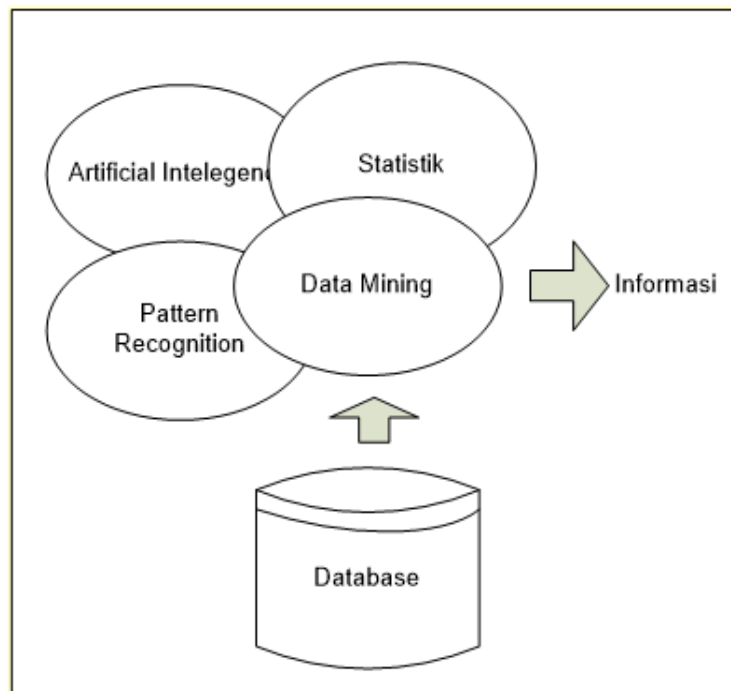 Artificial Intelegen
Statistik
Data Mining
Informasi
Pattern
Recognition
Database